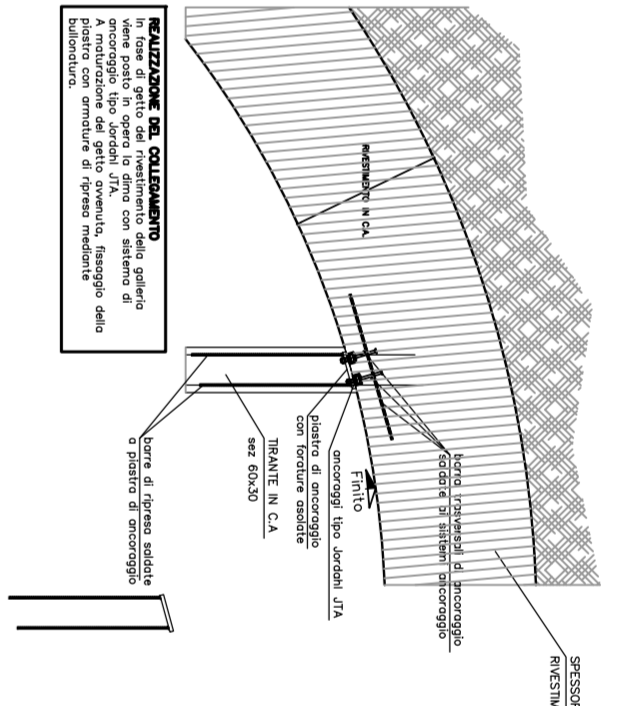 REALIZZAZIONE DEL COLLEGAMENTO
In fase di getto del rivestimento della galleria
viene posto in opera la dima con sistema di
ancoraggio tipo Jordahl JTA.
A maturazione del getto avvenuta, fissaggio della
piastra con armature di ripresa mediante
bullonatura.
RIVESTIMENTO IN CA.
SPESSOR
RIVESTIM
barra trasversali di ancoraggio
saldate ai sistemi ancoraggio
Finito
ancoraggi tipo Jordahl JTA
piastra di ancoraggio
con forature asolate
TIRANTE IN C.A
sez 60x30
barre di ripresa saldate
a piastra di ancoraggio